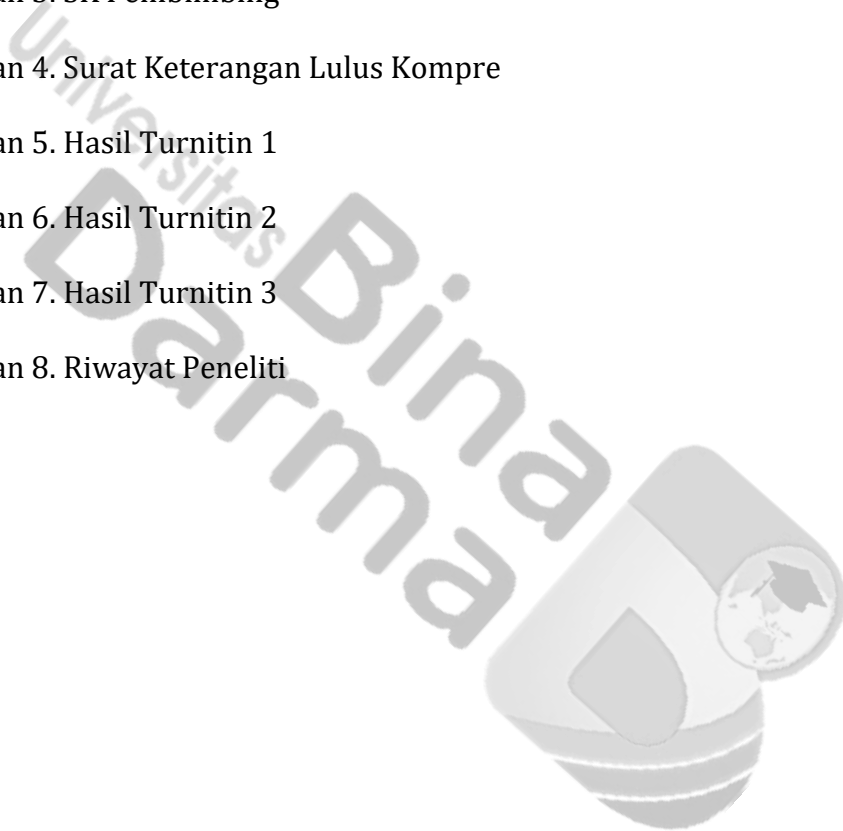 an 4. Surat Keterangan Lulus Kompre
an 5. Hasil Turnitin 1
an 6. Hasil Turnitin 2
an 7. Hasil Turnitin 3
an 8. Riwayat Peneliti
Universitas
Bina
Darma